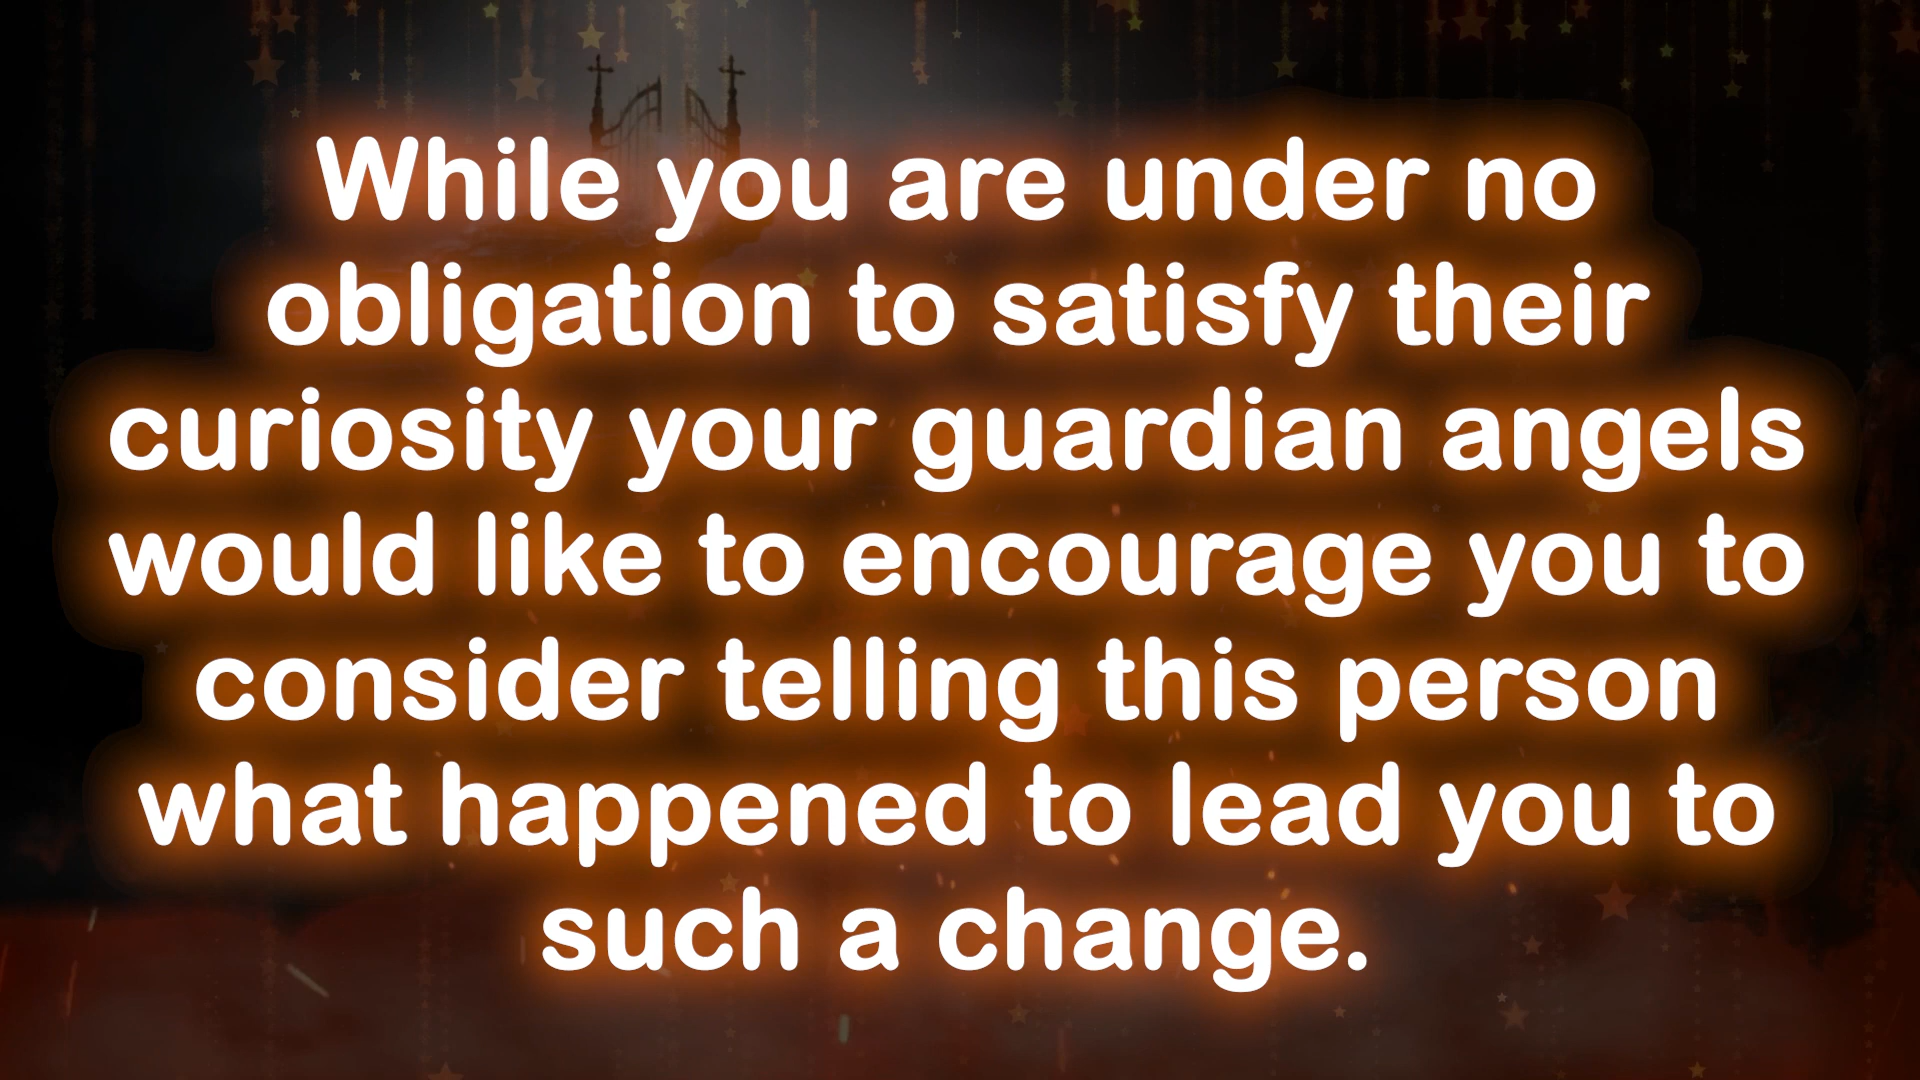 While you are under no
obligation to satisfy their
curiosity your guardian angels
would like to encourage you to
consider telling this person
what happened to lead you to
such a change.